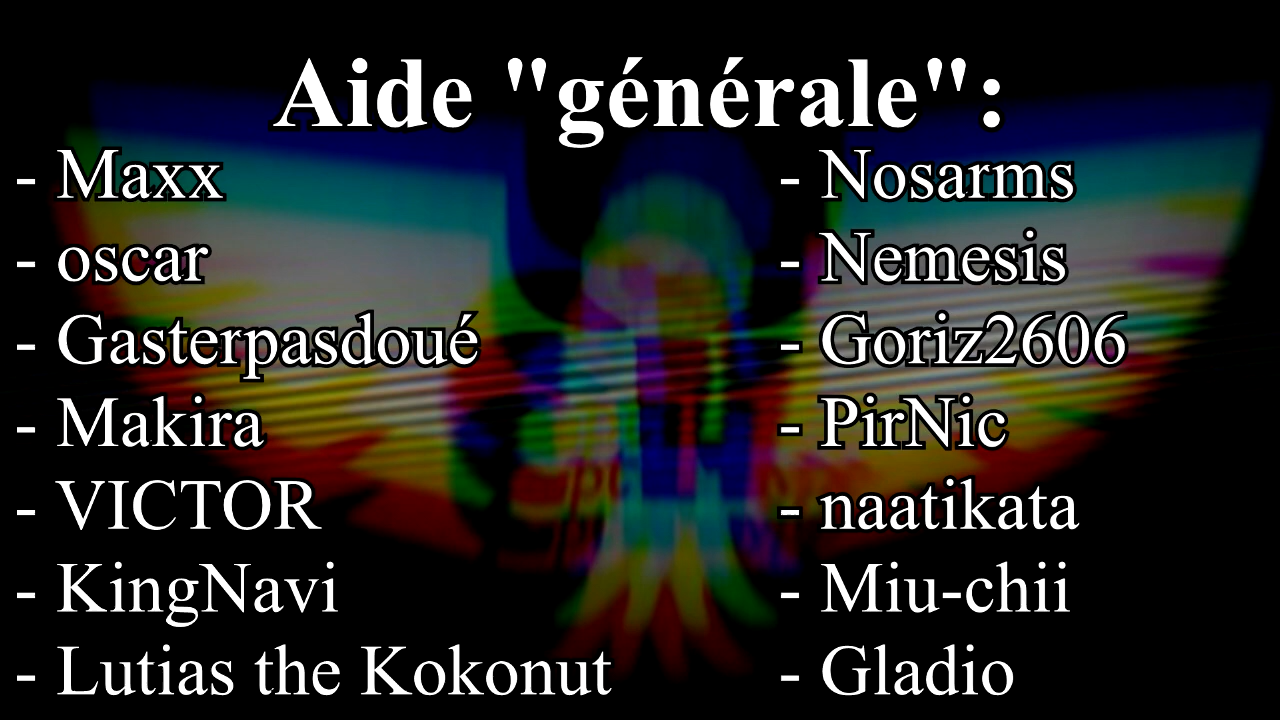 Aide "générale":
- Maxx
- oscar
- Gasterpasdoué
- Makira
- VICTOR
- KingNavi
- Lutias the Kokonut
- Nosarms
- Nemesis
- Goriz2606
- PirNic
- naatikata
- Miu-chii
- Gladio